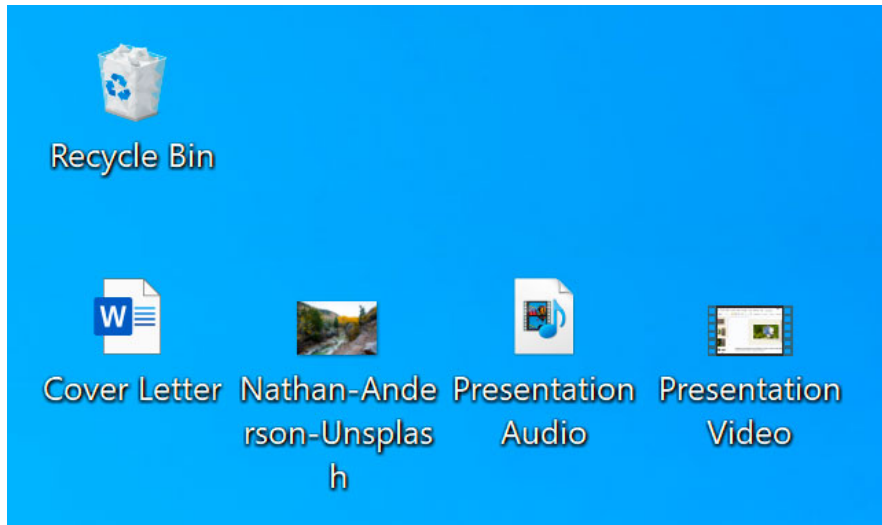 Recycle Bin
W
Cover Letter
Nathan-Ande
rson-Unsplas
h
Presentation
Audio
Presentation
Video